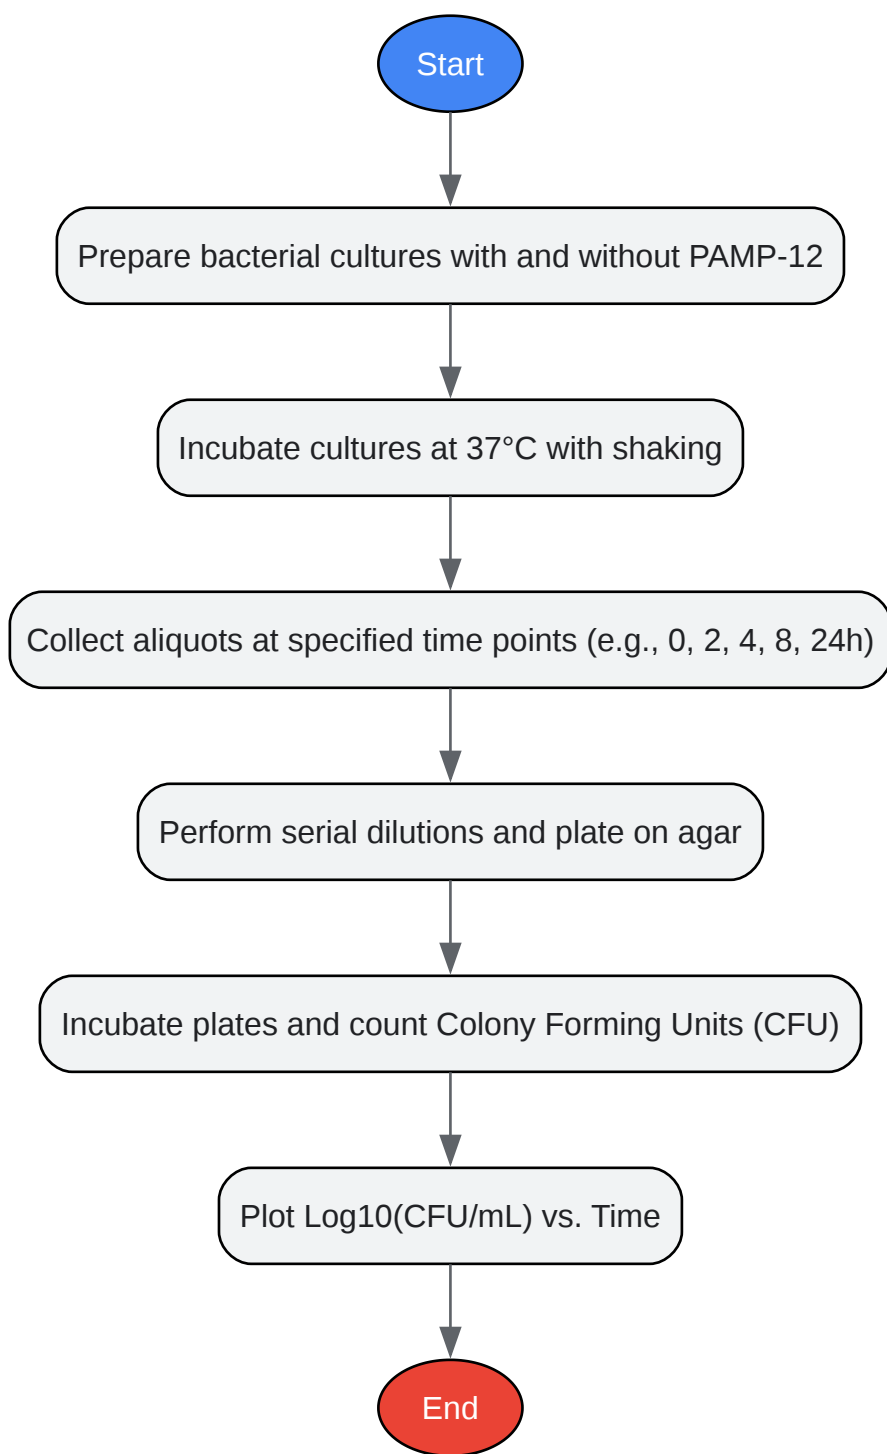 Start
Prepare bacterial cultures with and without PAMP-12
Incubate cultures at 37°C with shaking
Collect aliquots at specified time points (e.g., 0, 2, 4, 8, 24h)
Perform serial dilutions and plate on agar
Incubate plates and count Colony Forming Units (CFU)
Plot Log10(CFU/mL) vs. Time
End